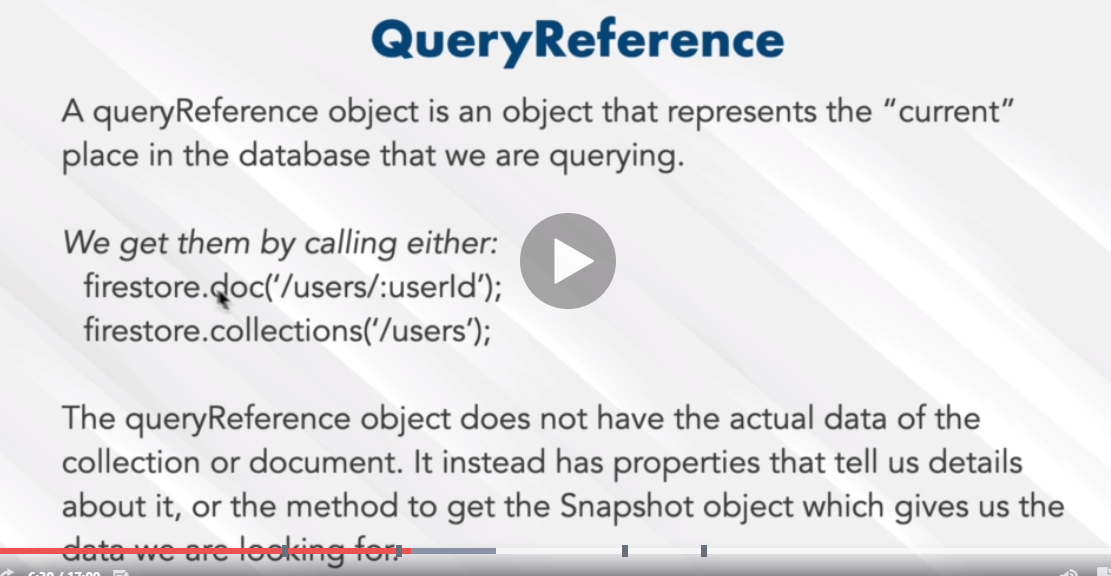 QueryReference
A queryReference object is an object that represents the “current”
place in the database that we are querying.
We get them by calling either:
firestore.doc(‘/users/:userId’);
firestore.collections(‘/users’);
The queryReference object does not have the actual data of the
collection or document. It instead has properties that tell us details
about it, or the method to get the Snapshot object which gives us the
data we are looking for.